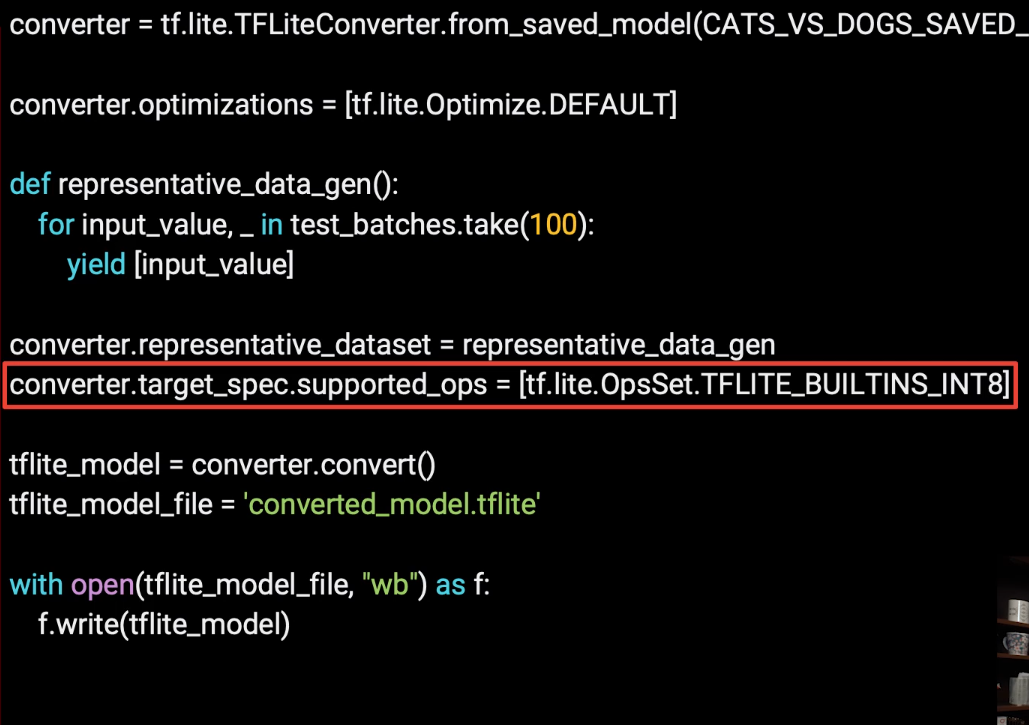 converter = tf.lite.TFLiteConverter.from_saved_model(CATS_VS_DOGS_SAVED_
converter.optimizations = [tf.lite.Optimize.DEFAULT]
def representative_data_gen():
for input_value, _ in test_batches.take(100):
yield [input_value]
converter.representative_dataset = representative_data_gen
converter.target_spec.supported_ops = [tf.lite.OpsSet.TFLITE_BUILTINS_INT8]
tflite_model = converter.convert()
tflite_model_file = 'converted_model.tflite'
with open(tflite_model_file, "wb") as f:
f.write(tflite_model)